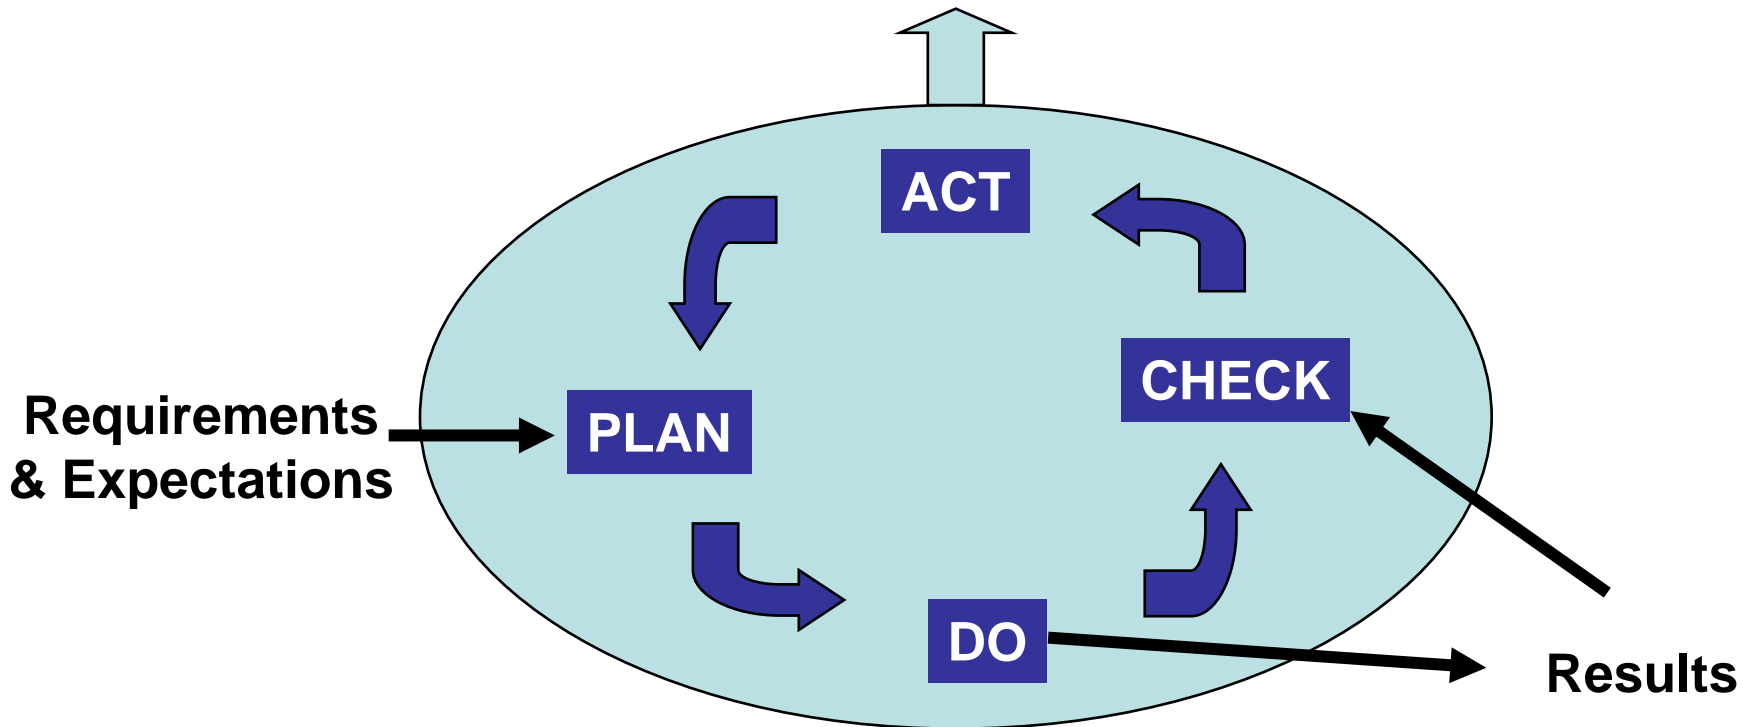 ACT
CHECK
Requirements
& Expectations
PLAN
DO
Results